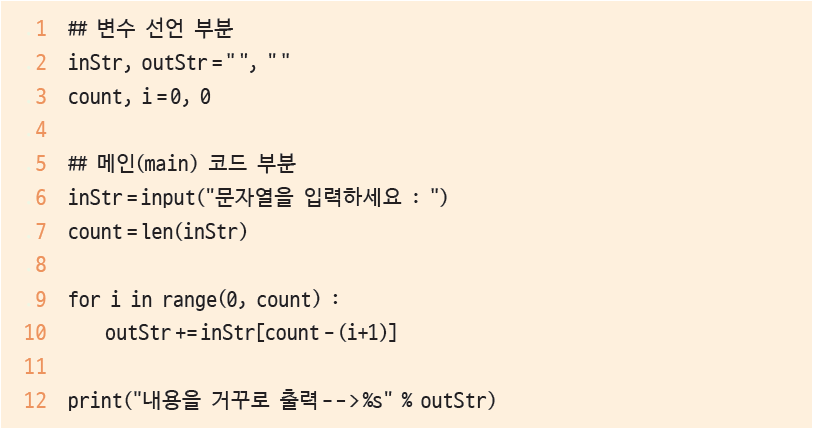 1 ## 변수 선언 부분
2 inStr, outStr="", ""
3 count, i=0, 0
4
5 ## 메인(main) 코드 부분
6 inStr=input("문자열을 입력하세요 : ")
7 count=len(inStr)
8
9 for i in range(0, count) :
10     outStr+=inStr[count-(i+1)]
11
12 print("내용을 거꾸로 출력-->%s" % outStr)